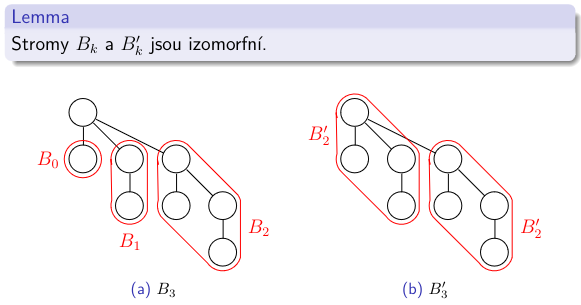 Lemma
Stromy B_k a B'_k jsou izomorfní.
B_0
B_1
B_2
B'_2
B'_2
(a) B_3
(b) B'_3